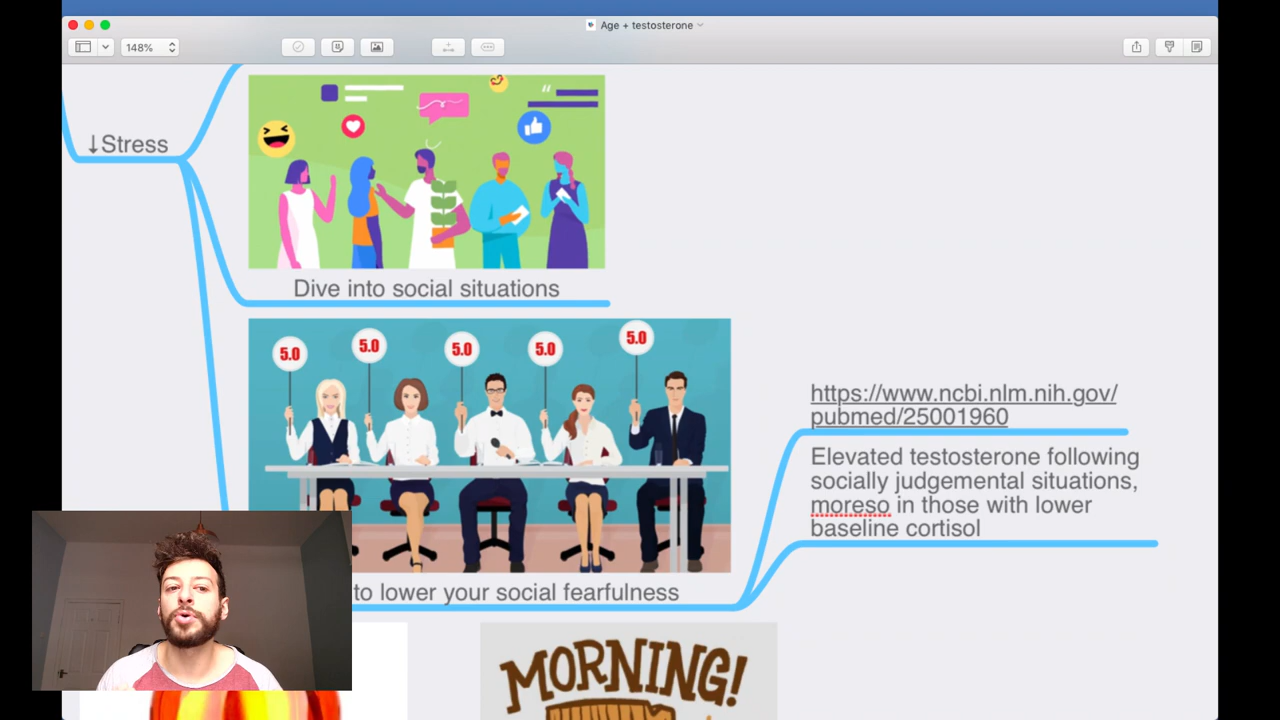 Age + testosterone
148%
↓Stress
Dive into social situations
5.0
5.0
5.0
5.0
5.0
https://www.ncbi.nlm.nih.gov/
pubmed/25001960
Elevated testosterone following
socially judgemental situations,
moreso in those with lower
baseline cortisol
to lower your social fearfulness
MORNING!